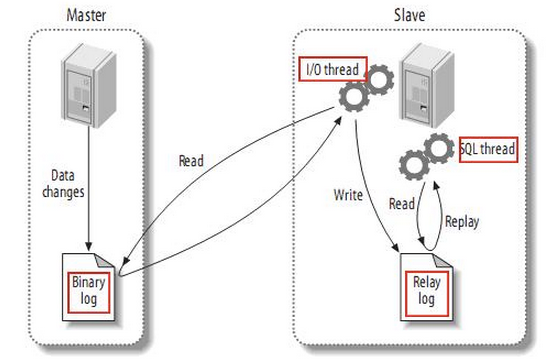 Master
Slave
I/O thread
SQL thread
Read
Data
changes
Write
Read
Replay
Binary
log
Relay
log